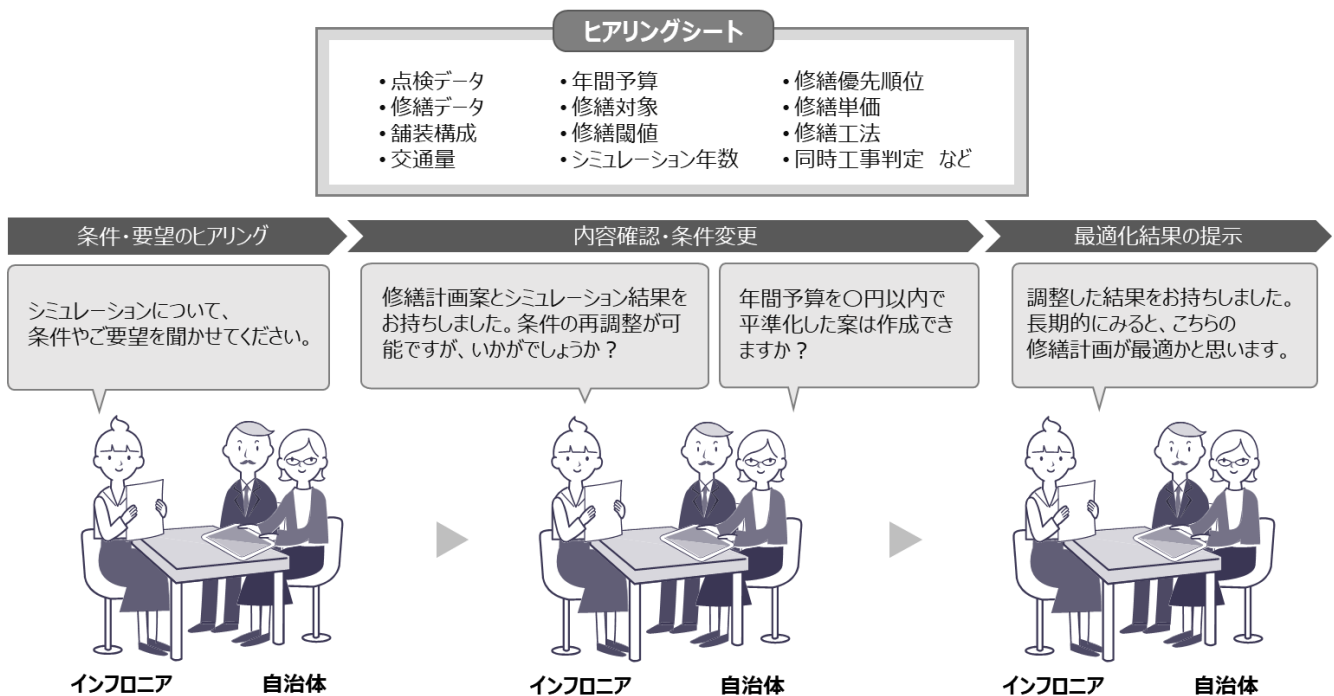 ヒアリングシート
・点検データ
・修繕データ
・舗装構成
・交通量
・年間予算
・修繕対象
・修繕閾値
・シミュレーション年数
・修繕優先順位
・修繕単価
・修繕工法
・同時工事判定 など
条件・要望のヒアリング
内容確認・条件変更
最適化結果の提示
シミュレーションについて、
条件やご要望を聞かせてください。
修繕計画案とシミュレーション結果を
お持ちしました。条件の再調整が可
能ですが、いかがでしょうか？
年間予算を〇円以内で
平準化した案は作成でき
ますか？
調整した結果をお持ちしました。
長期的にみると、こちらの
修繕計画が最適かと思います。
インフロニア
自治体
インフロニア
自治体
インフロニア
自治体